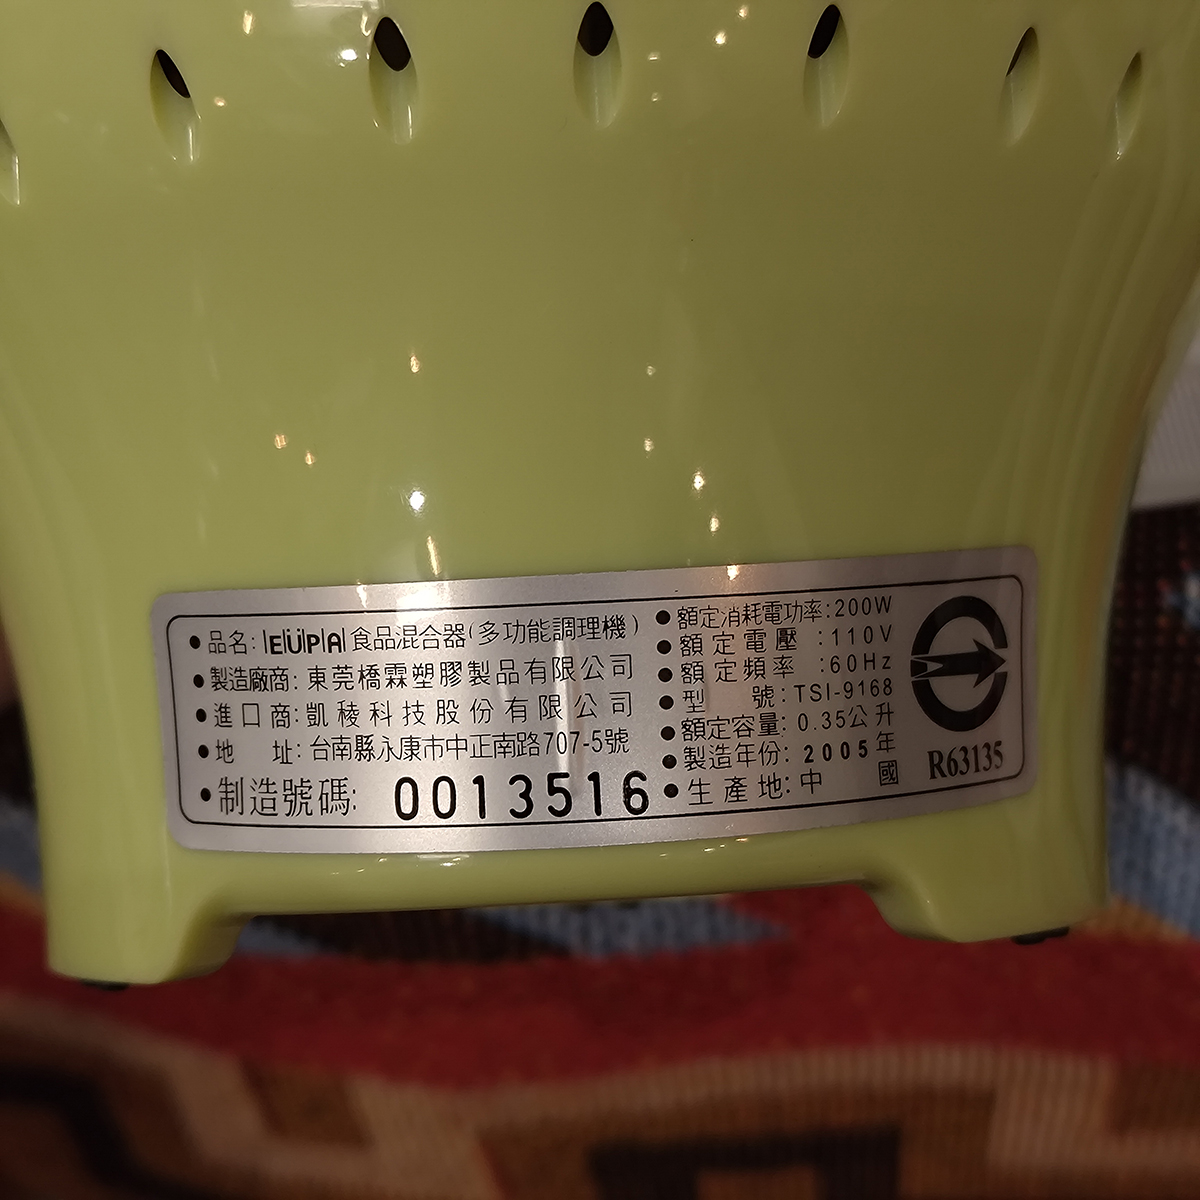 ●品名: EUPA 食品混合器(多功能調理機)
●製造廠商: 東莞橋霖塑膠製品有限公司
●進口商: 凱稜科技股份有限公司
●地 址: 台南縣永康市中正南路707-5號
●制造號碼: 0013516
●額定消耗電功率:200W
●額定電壓 :110V
●額定頻率 :60Hz
●型 號:TSI-9168
●額定容量: 0.35公升
●製造年份: 2005年
●生產地:中 國
R63135